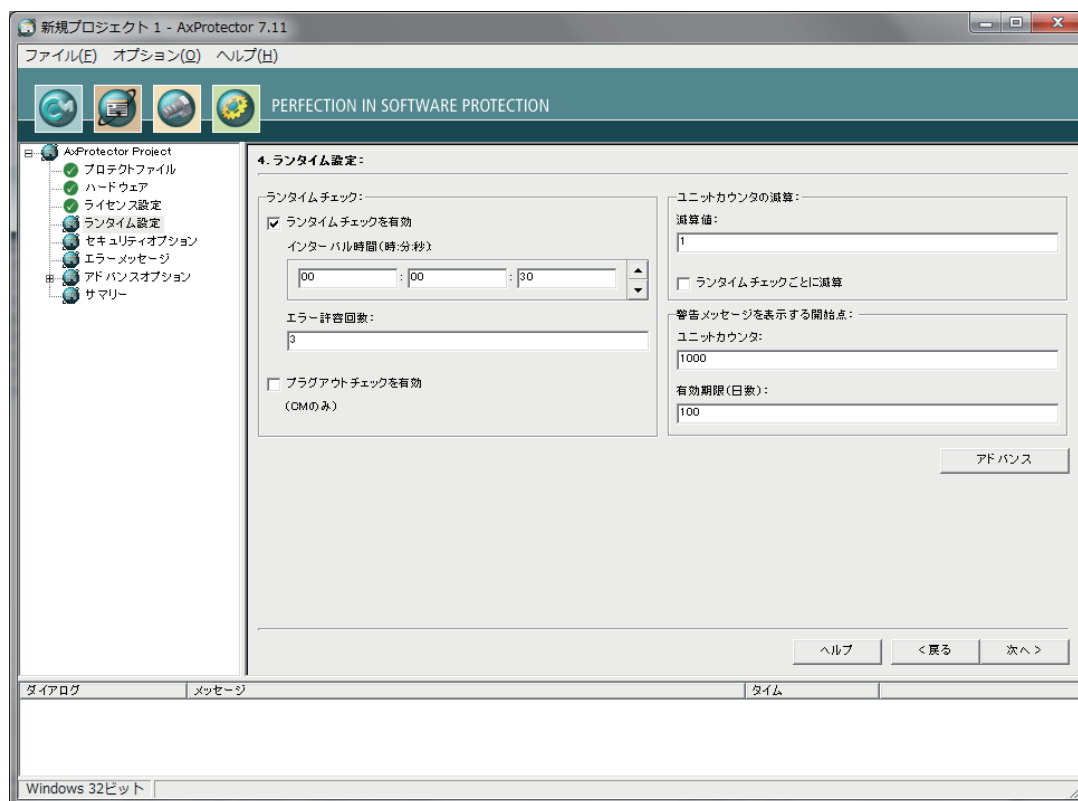 新規プロジェクト 1 - AxProtector 7.11
ファイル(F) オプション(O) ヘルプ(H)
PERFECTION IN SOFTWARE PROTECTION
AxProtector Project
プロテクトファイル
ハードウェア
ライセンス設定
ランタイム設定
セキュリティオプション
エラーメッセージ
アドバンスオプション
サマリー
4.ランタイム設定:
ランタイムチェック:
ランタイムチェックを有効
インターバル時間(時:分:秒):
00 : 00 : 30
エラー許容回数:
3
プラグアウトチェックを有効
(CMのみ)
ユニットカウンタの減算:
減算値:
1
ランタイムチェックごとに減算
警告メッセージを表示する開始点:
ユニットカウンタ:
1000
有効期限(日数):
100
アドバンス
ヘルプ <戻る 次へ>
ダイアログ メッセージ タイム
Windows 32ビット